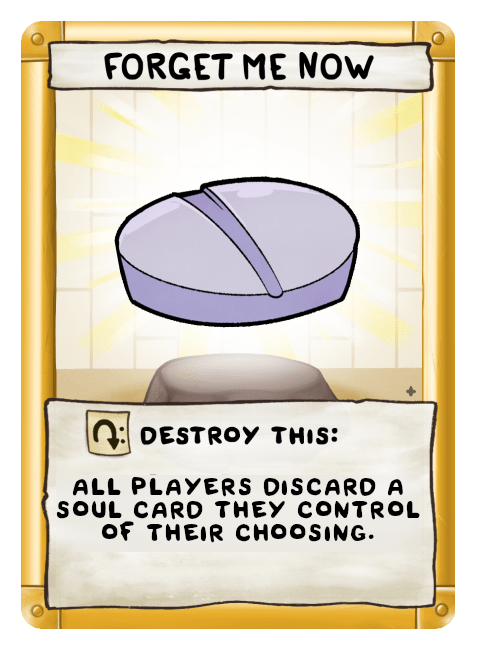 FORGET ME NOW
DESTROY THIS:
ALL PLAYERS DISCARD A
SOUL CARD THEY CONTROL
OF THEIR CHOOSING.